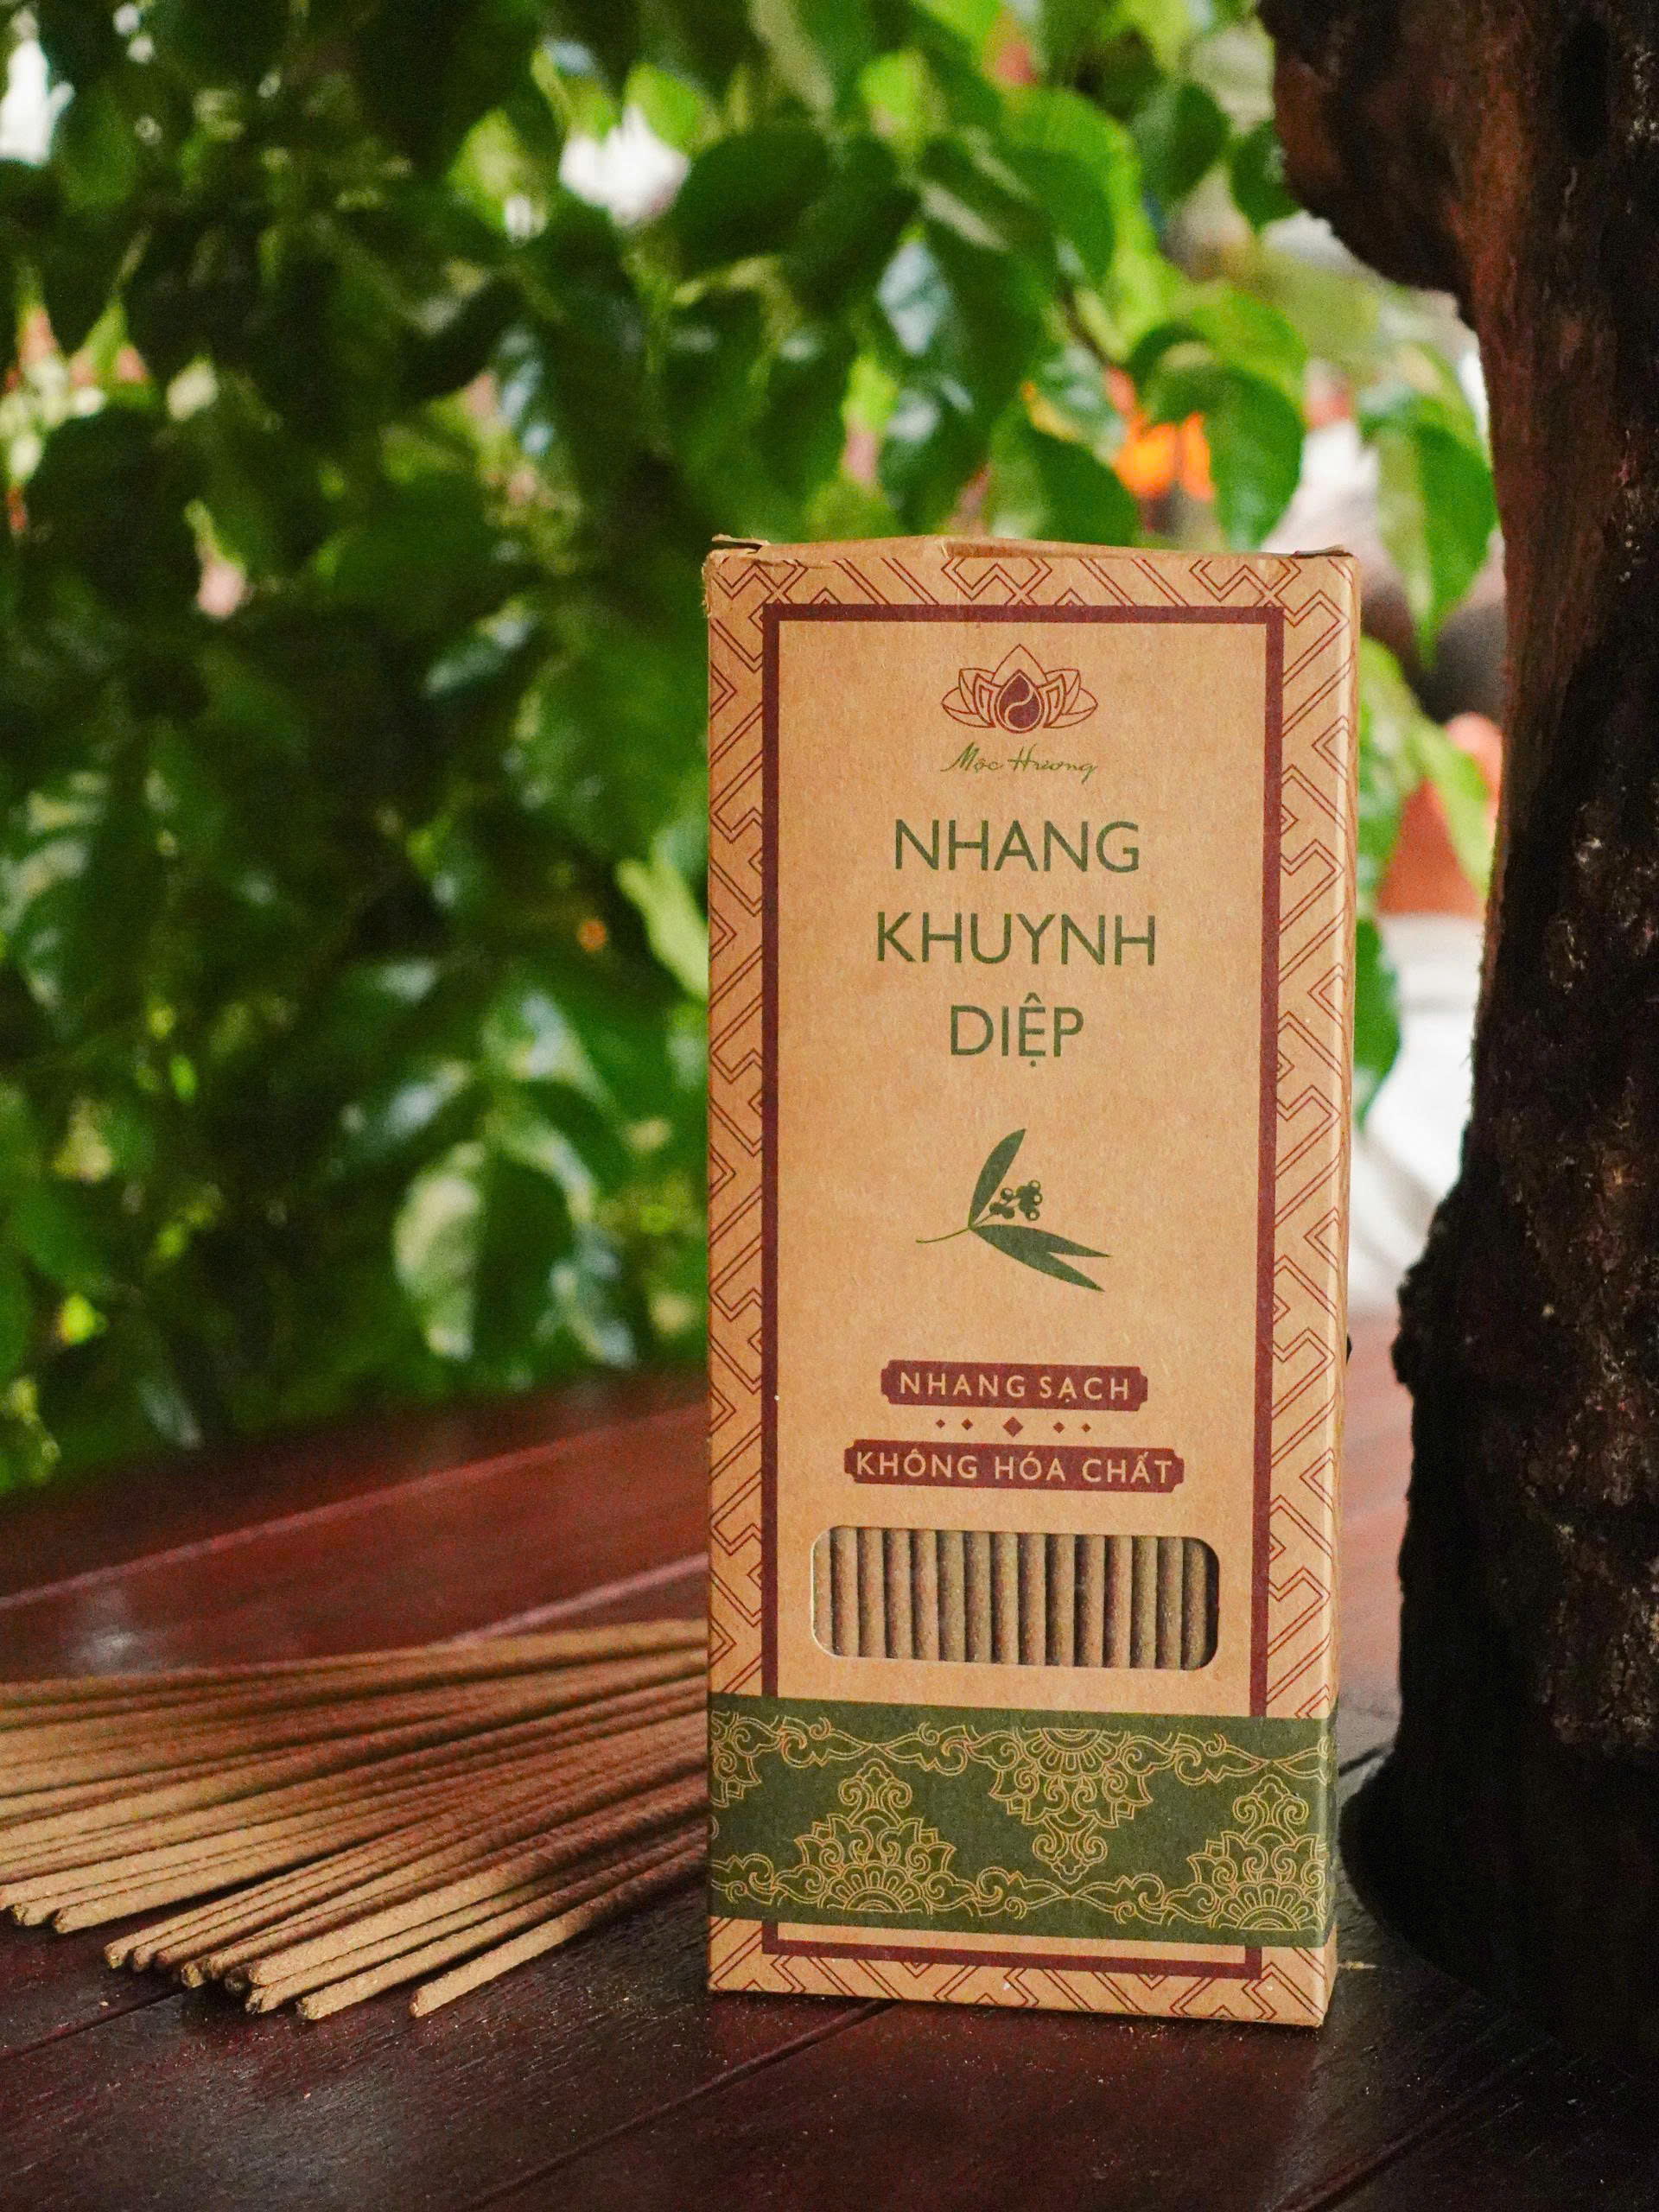 Mộc Hương
NHANG
KHUYNH
DIỆP
NHANG SẠCH
KHÔNG HÓA CHẤT